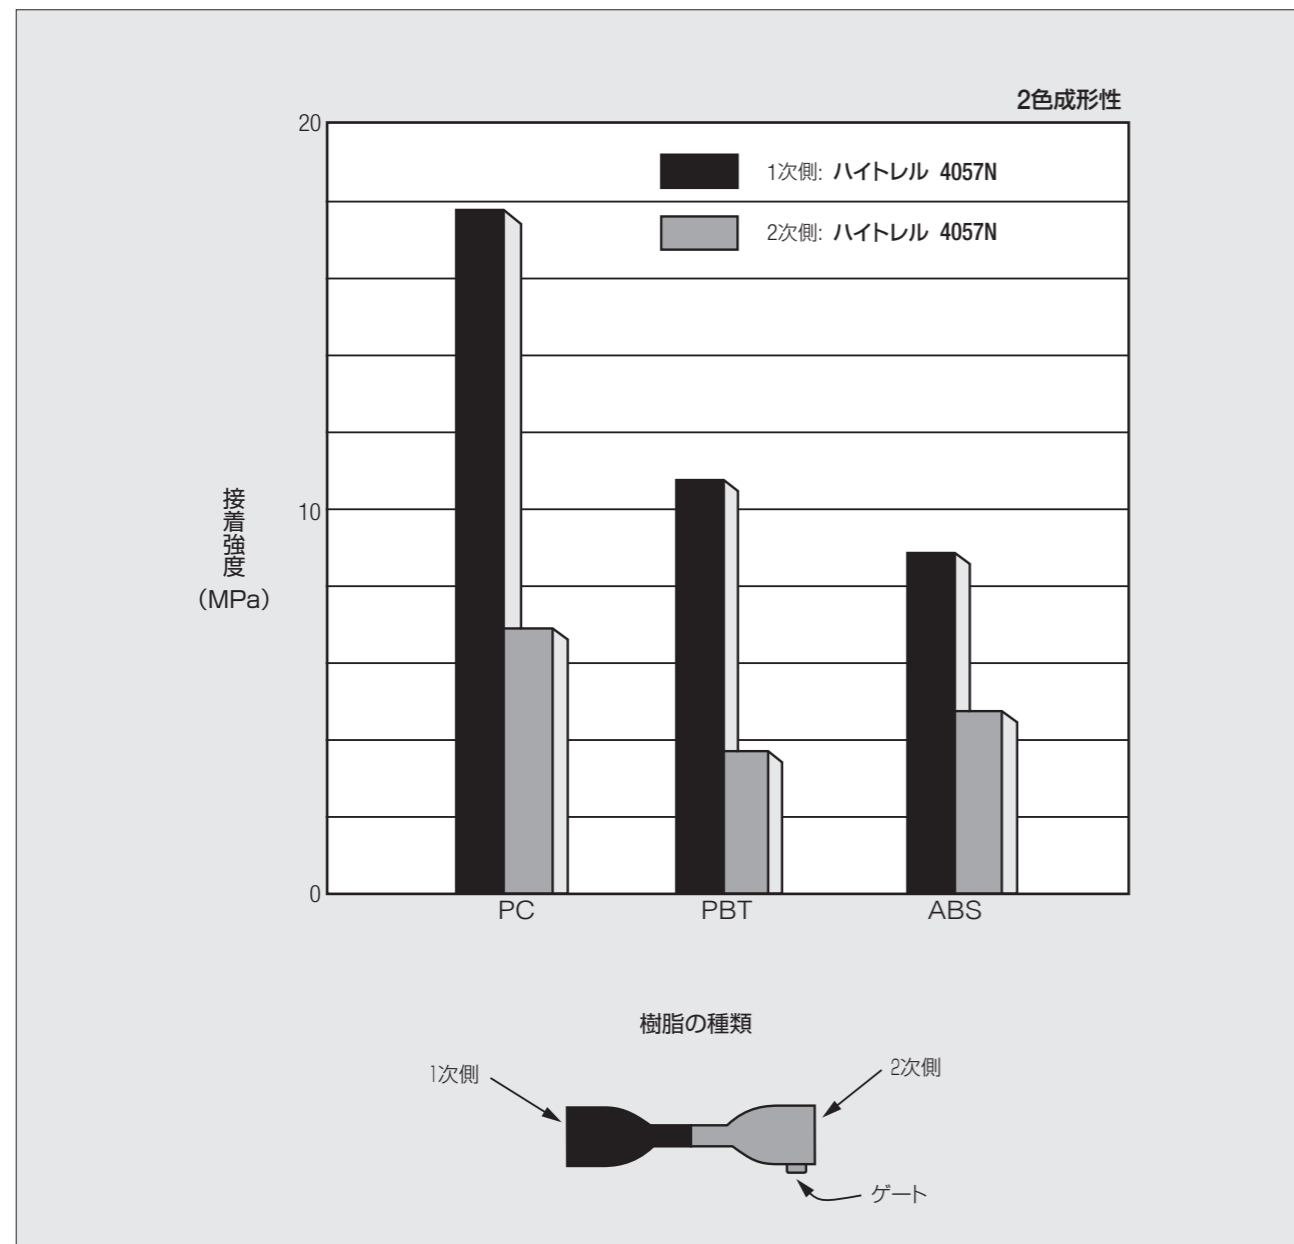 2色成形性
20
1次側: ハイトレル 4057N
2次側: ハイトレル 4057N
接着強度
(MPa)
10
0
PC
PBT
ABS
樹脂の種類
1次側
2次側
ゲート